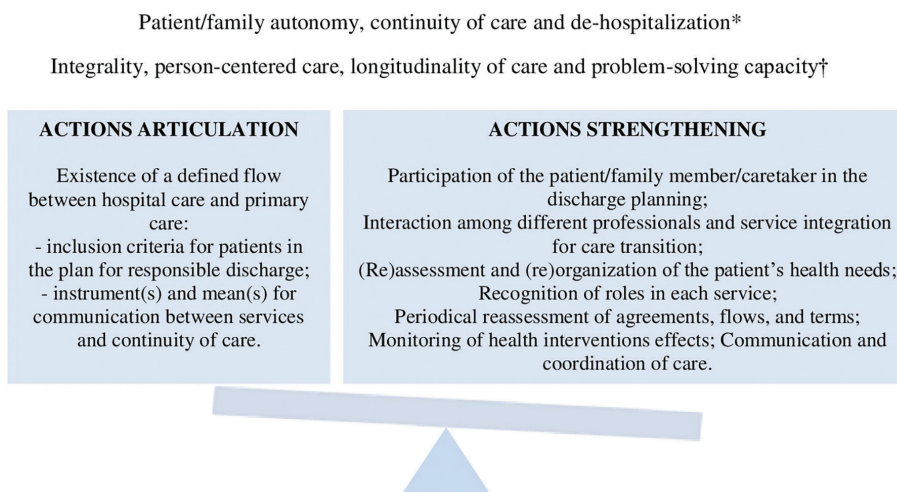 Patient/family autonomy, continuity of care and de-hospitalization*
Integrality, person-centered care, longitudinality of care and problem-solving capacity†
ACTIONS ARTICULATION
Existence of a defined flow
between hospital care and primary
care:
- inclusion criteria for patients in
the plan for responsible discharge;
- instrument(s) and mean(s) for
communication between services
and continuity of care.
ACTIONS STRENGTHENING
Participation of the patient/family member/caretaker in the
discharge planning;
Interaction among different professionals and service integration
for care transition;
(Re)assessment and (re)organization of the patient’s health needs;
Recognition of roles in each service;
Periodical reassessment of agreements, flows, and terms;
Monitoring of health interventions effects; Communication and
coordination of care.